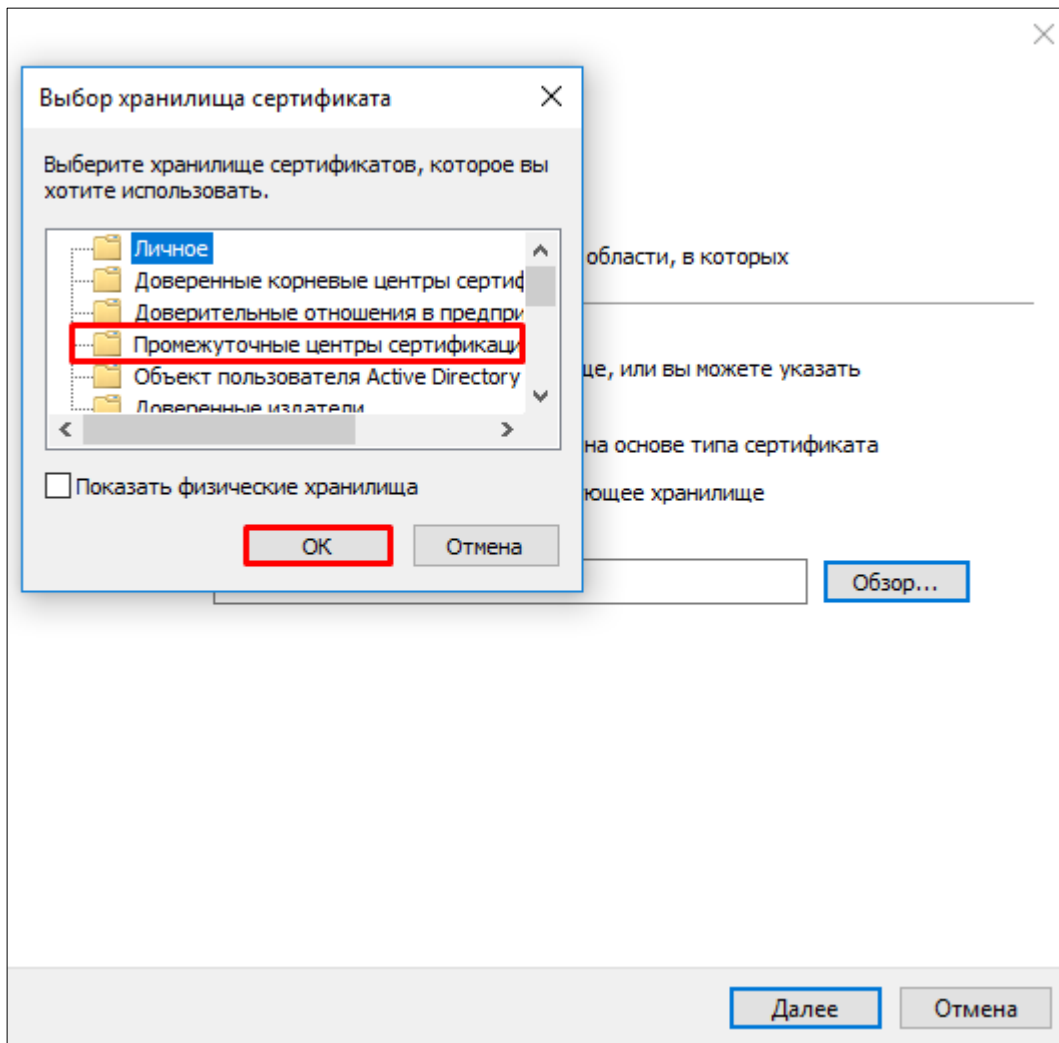 Выбор хранилища сертификата
Выберите хранилище сертификатов, которое вы
хотите использовать.
Личное
Доверенные корневые центры сертиф
Доверительные отношения в предпри
Промежуточные центры сертификаци
Объект пользователя Active Directory
Доверенные издатели
Показать физические хранилища
ОК
Отмена
области, в которых
ще, или вы можете указать
на основе типа сертификата
ющее хранилище
Обзор...
Далее
Отмена